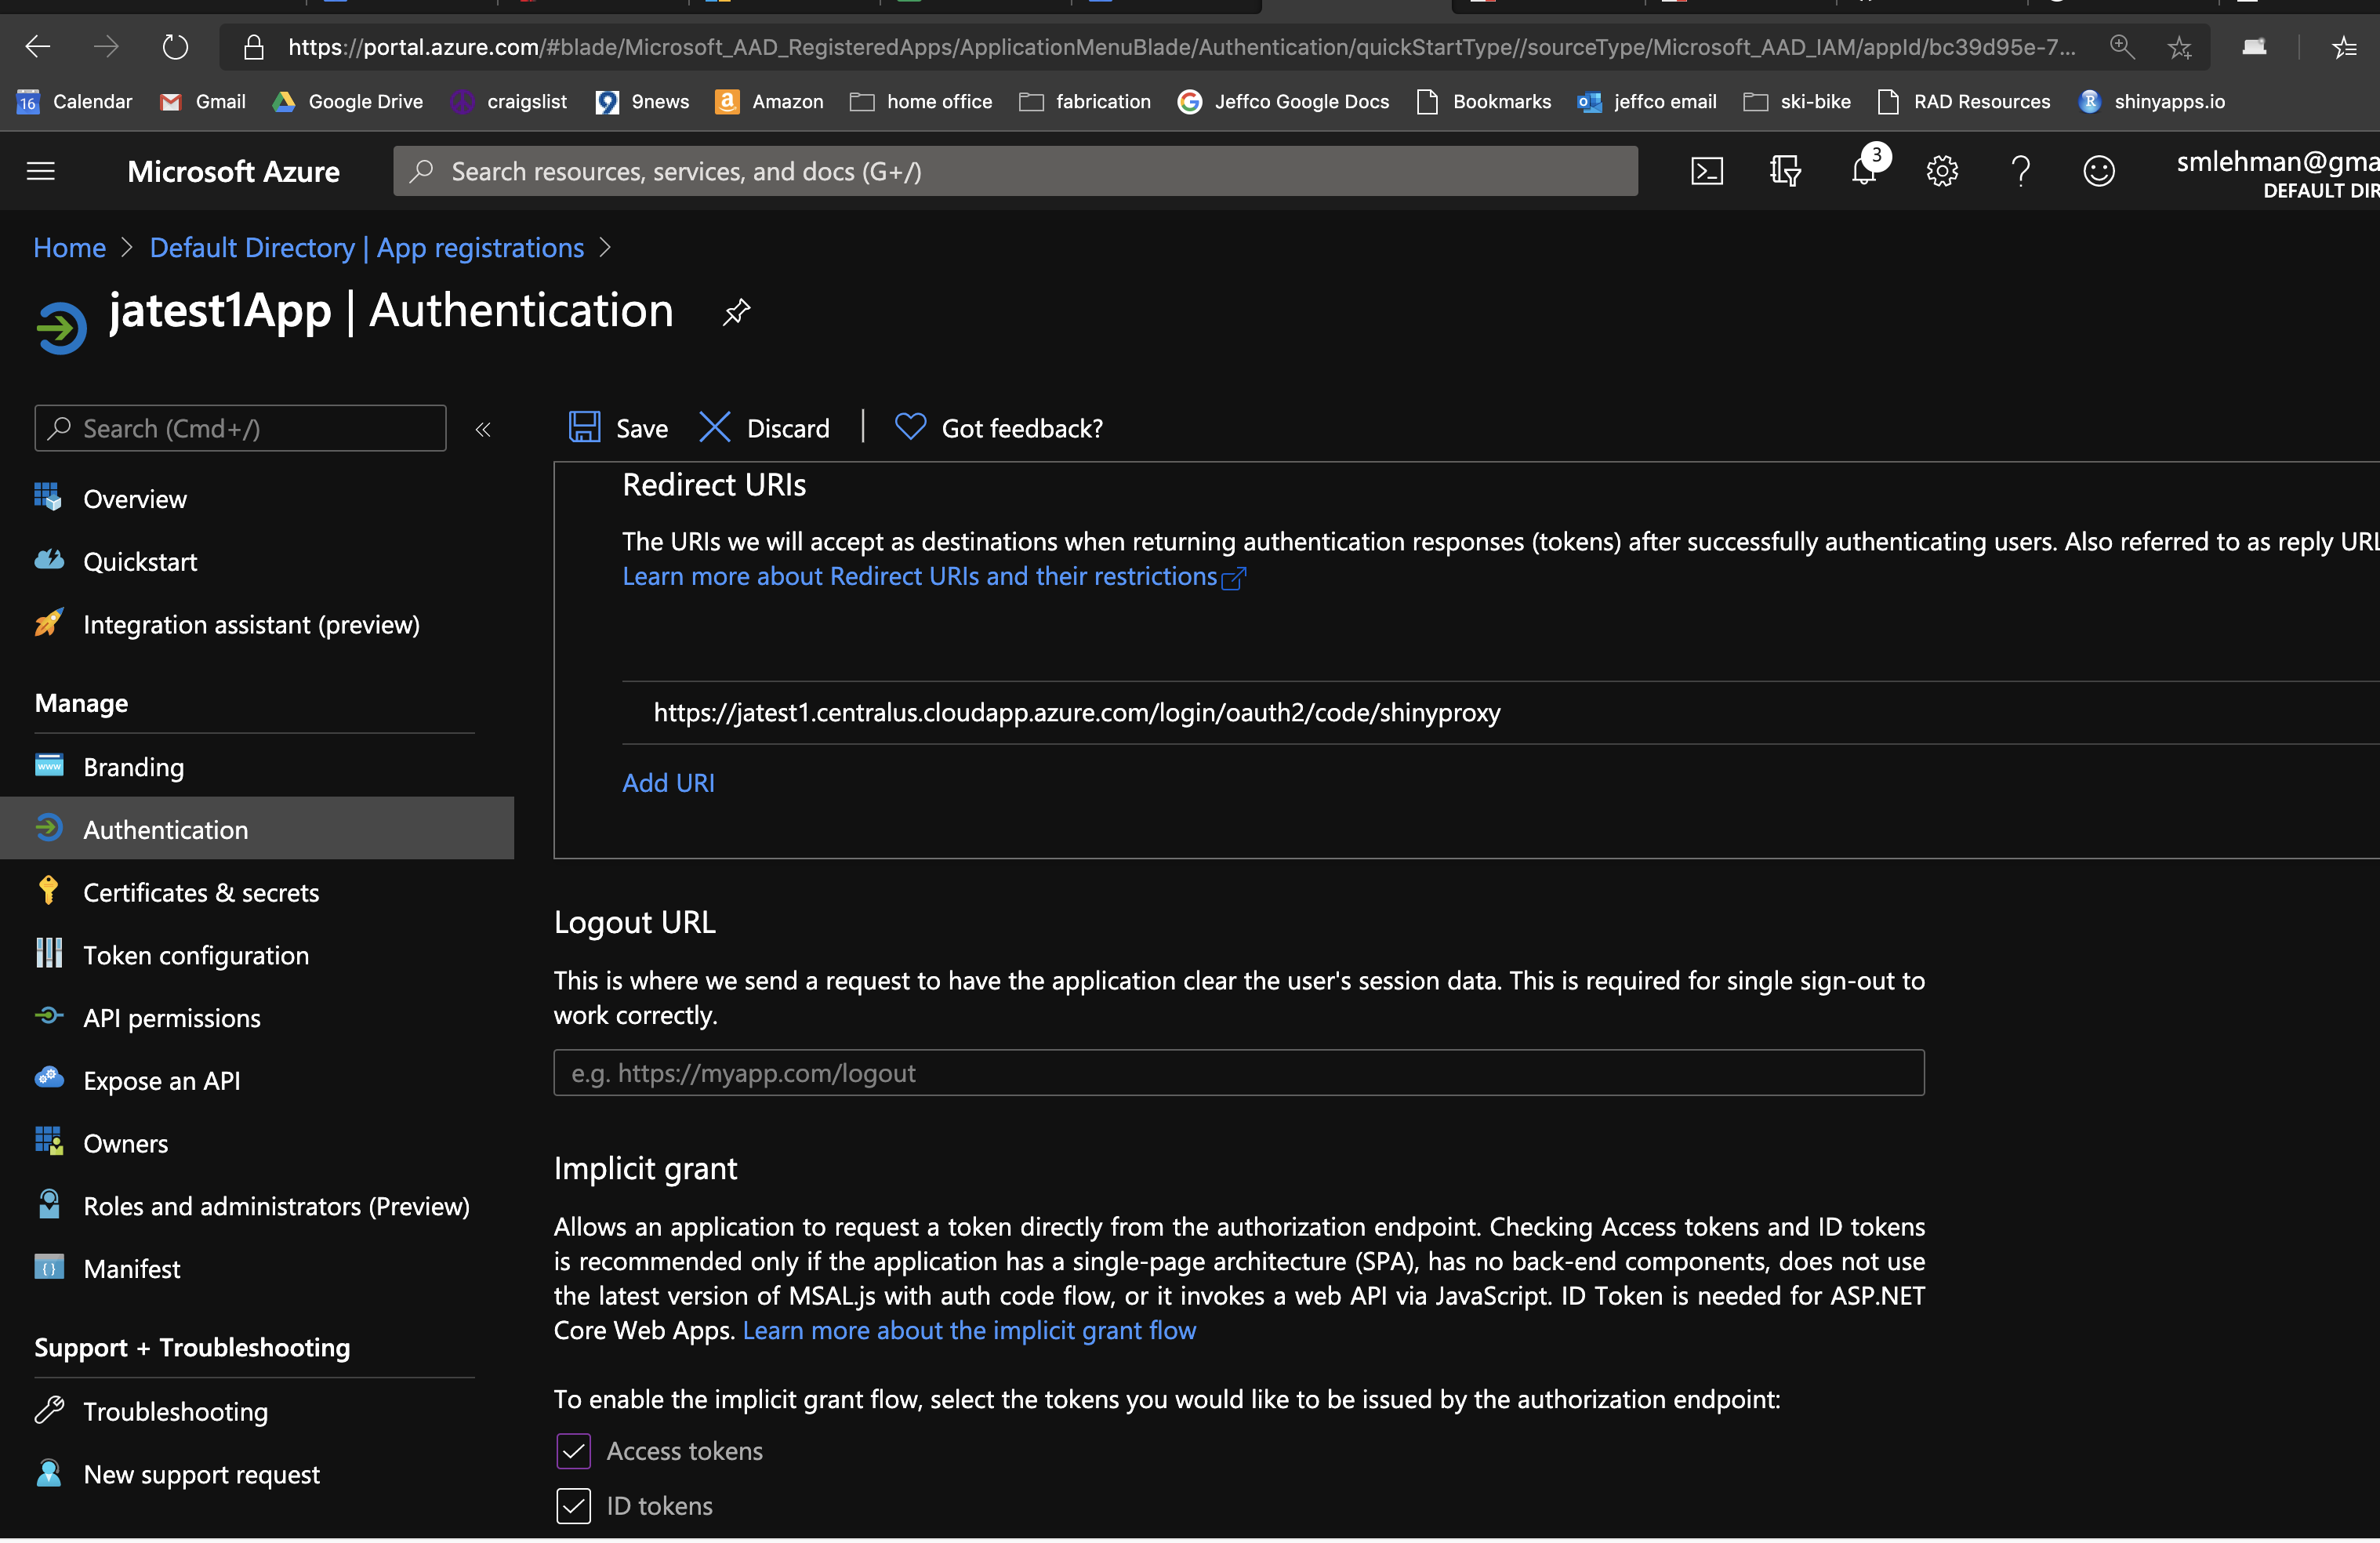 https://portal.azure.com/#blade/Microsoft_AAD_RegisteredApps/ApplicationMenuBlade/Authentication/quickStartType//sourceType/Microsoft_AAD_IAM/appId/bc39d95e-7...
16 Calendar Gmail Google Drive craigslist 9news Amazon home office fabrication Jeffco Google Docs Bookmarks jeffco email ski-bike RAD Resources shinyapps.io
Microsoft Azure
Search resources, services, and docs (G+/)
3
smlehman@gma
DEFAULT DIR
Home > Default Directory | App registrations >
jatest1App | Authentication
Search (Cmd+/)
«
Save
Discard
Got feedback?
Overview
Quickstart
Integration assistant (preview)
Manage
Branding
Authentication
Certificates & secrets
Token configuration
API permissions
Expose an API
Owners
Roles and administrators (Preview)
Manifest
Support + Troubleshooting
Troubleshooting
New support request
Redirect URIs
The URIs we will accept as destinations when returning authentication responses (tokens) after successfully authenticating users. Also referred to as reply URL
Learn more about Redirect URIs and their restrictions
https://jatest1.centralus.cloudapp.azure.com/login/oauth2/code/shinyproxy
Add URI
Logout URL
This is where we send a request to have the application clear the user's session data. This is required for single sign-out to
work correctly.
e.g. https://myapp.com/logout
Implicit grant
Allows an application to request a token directly from the authorization endpoint. Checking Access tokens and ID tokens
is recommended only if the application has a single-page architecture (SPA), has no back-end components, does not use
the latest version of MSAL.js with auth code flow, or it invokes a web API via JavaScript. ID Token is needed for ASP.NET
Core Web Apps. Learn more about the implicit grant flow
To enable the implicit grant flow, select the tokens you would like to be issued by the authorization endpoint:
Access tokens
ID tokens